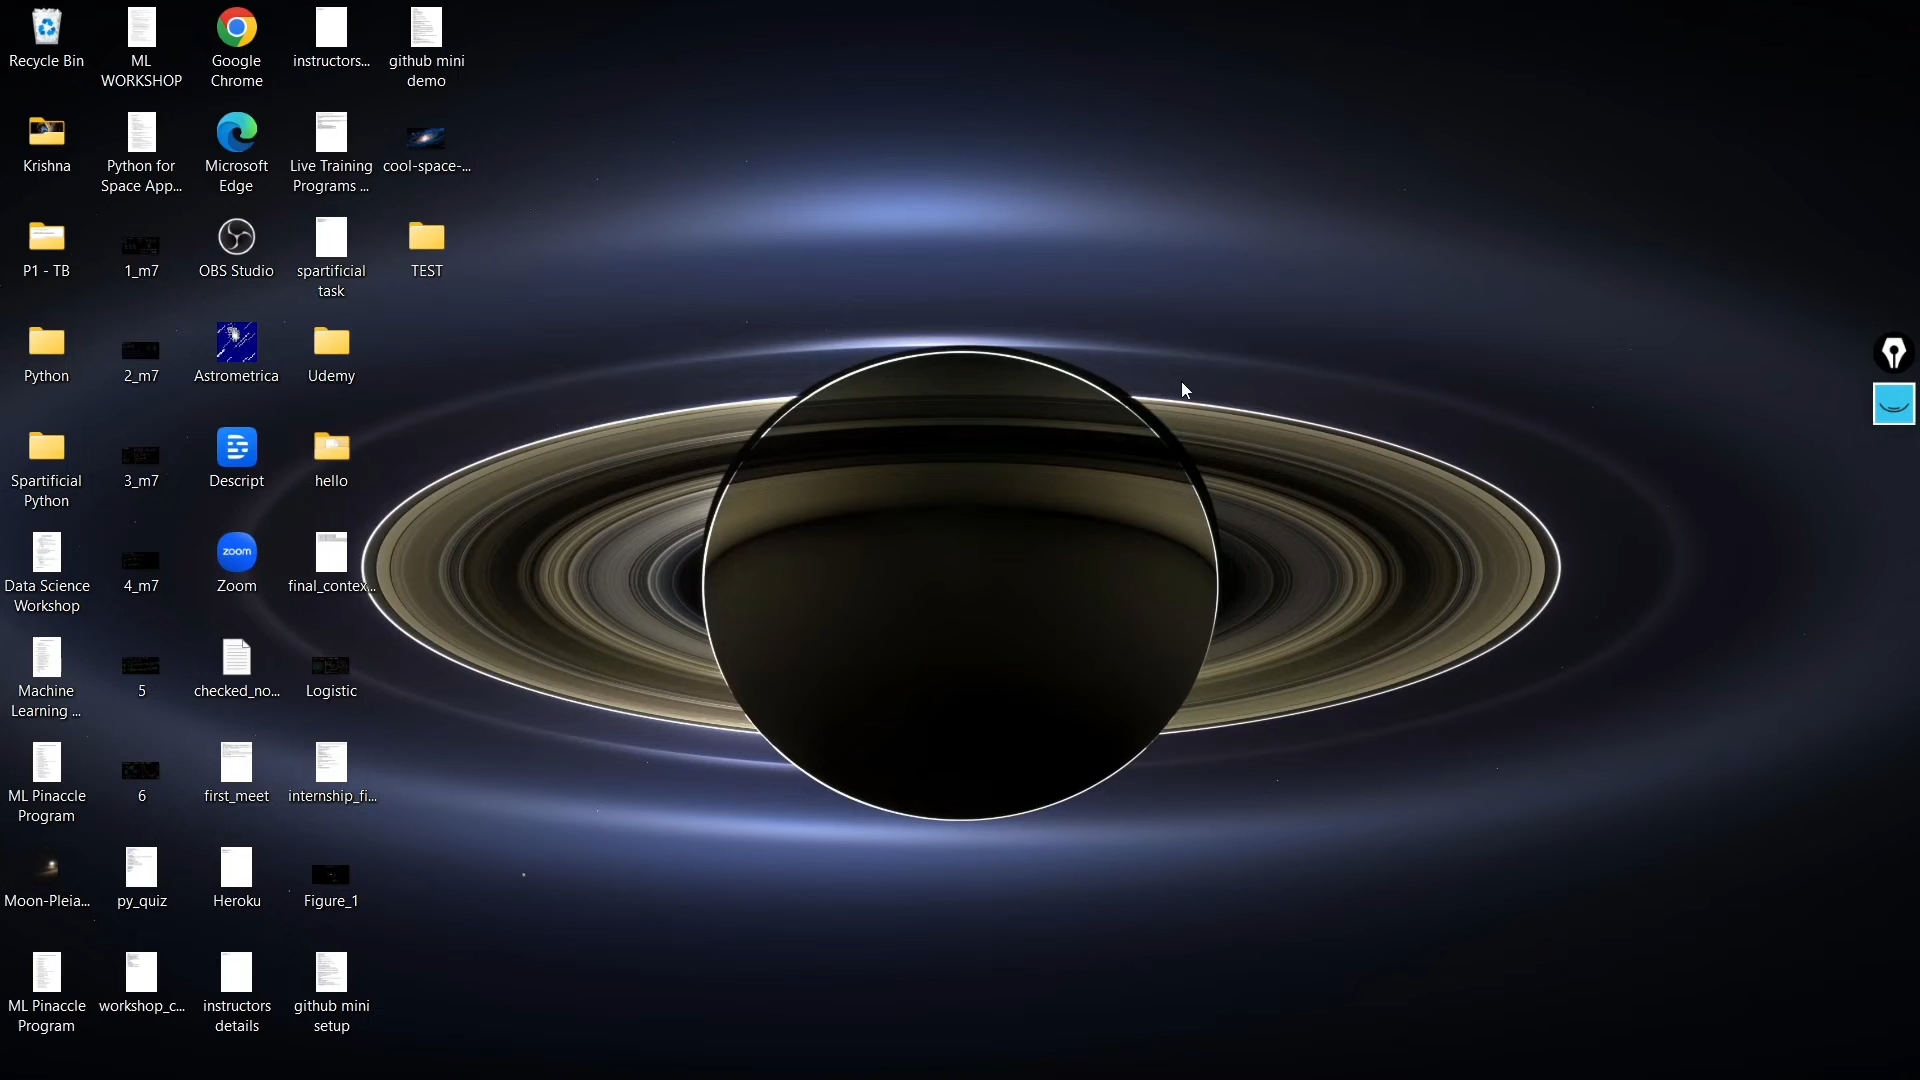 Recycle Bin
ML
WORKSHOP
Google
Chrome
instructors...
github mini
demo
Krishna
Python for
Space App...
Microsoft
Edge
Live Training
Programs ...
cool-space-...
P1 - TB
1_m7
OBS Studio
spartificial
task
TEST
Python
2_m7
Astrometrica
Udemy
Spartificial
Python
3_m7
Descript
hello
Data Science
Workshop
4_m7
zoom
Zoom
final_contex...
Machine
Learning ...
5
checked_no...
Logistic
ML Pinaccle
Program
6
first_meet
internship_fi...
Moon-Pleia...
py_quiz
Heroku
Figure_1
ML Pinaccle
Program
workshop_c...
instructors
details
github mini
setup